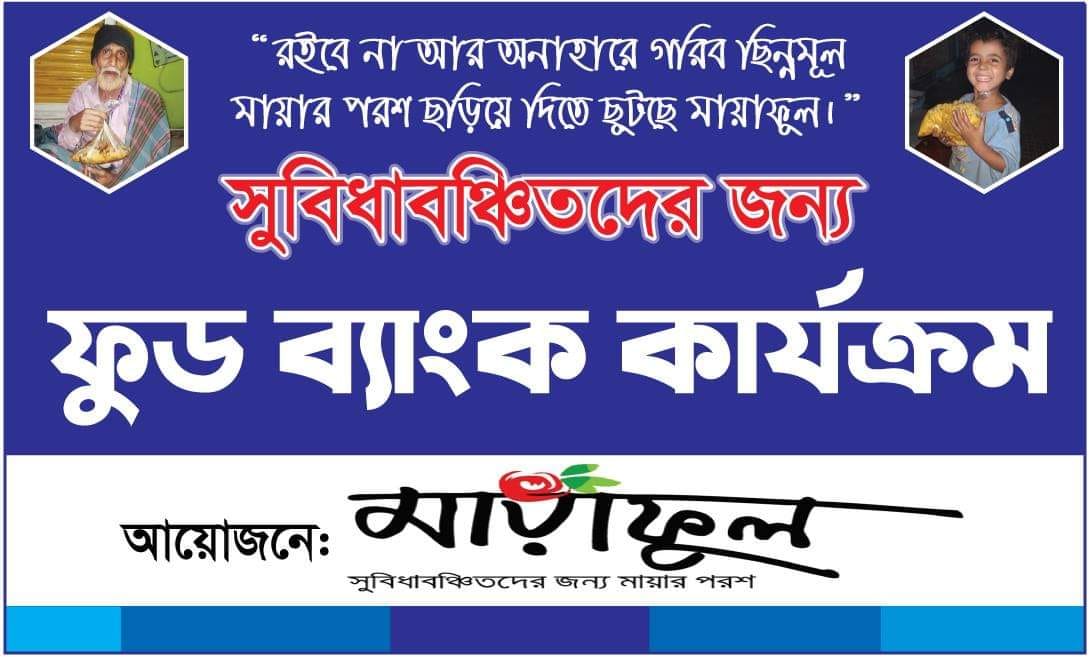 “রইবে না আর অনাহারে গরিব ছিন্নমূল
মায়ার পরশ ছড়িয়ে দিতে ছুটছে মায়াফুল।”
সুবিধাবঞ্চিতদের জন্য
ফুড ব্যাংক কার্যক্রম
আয়োজনে: মায়াফুল
সুবিধাবঞ্চিতদের জন্য মায়ার পরশ